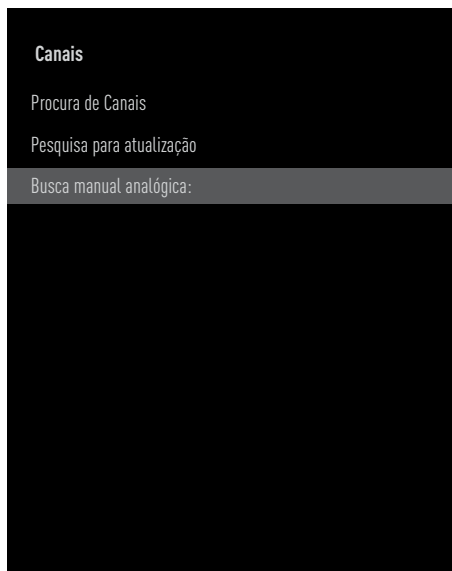 Canais
Procura de Canais
Pesquisa para atualização
Busca manual analógica: